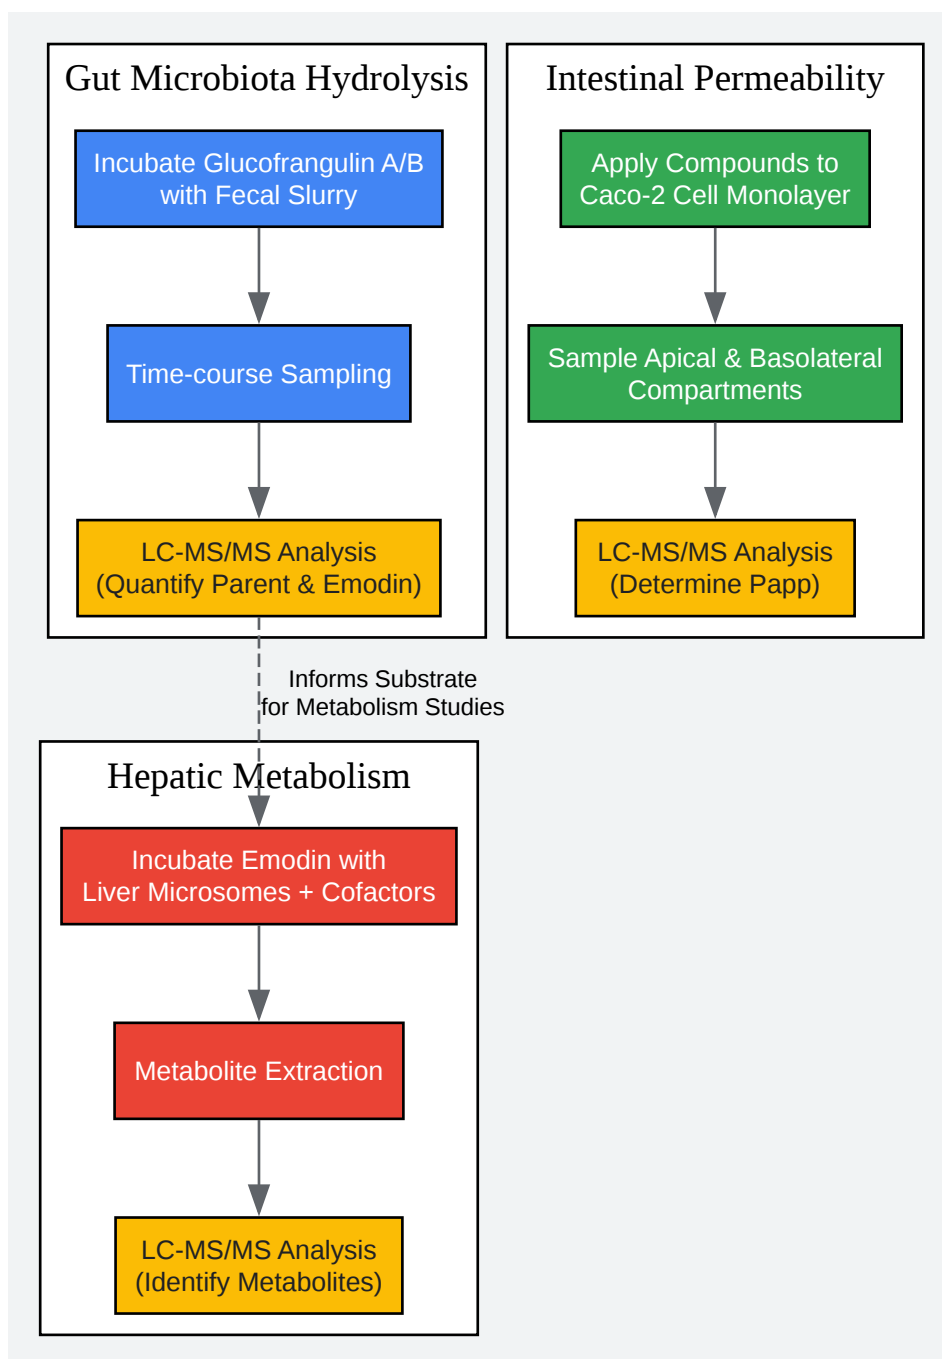 Gut Microbiota Hydrolysis
Incubate Glucofrangulin A/B
with Fecal Slurry
Time-course Sampling
LC-MS/MS Analysis
(Quantify Parent & Emodin)
Intestinal Permeability
Apply Compounds to
Caco-2 Cell Monolayer
Sample Apical & Basolateral
Compartments
LC-MS/MS Analysis
(Determine Papp)
Informs Substrate
for Metabolism Studies
Hepatic Metabolism
Incubate Emodin with
Liver Microsomes + Cofactors
Metabolite Extraction
LC-MS/MS Analysis
(Identify Metabolites)